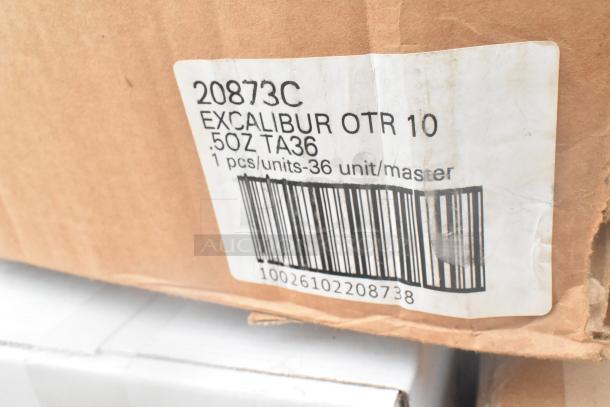 20873C
EXCALIBUR OTR 10
.5OZ TA36
1 pcs/units-36 unit/master
10026102208738